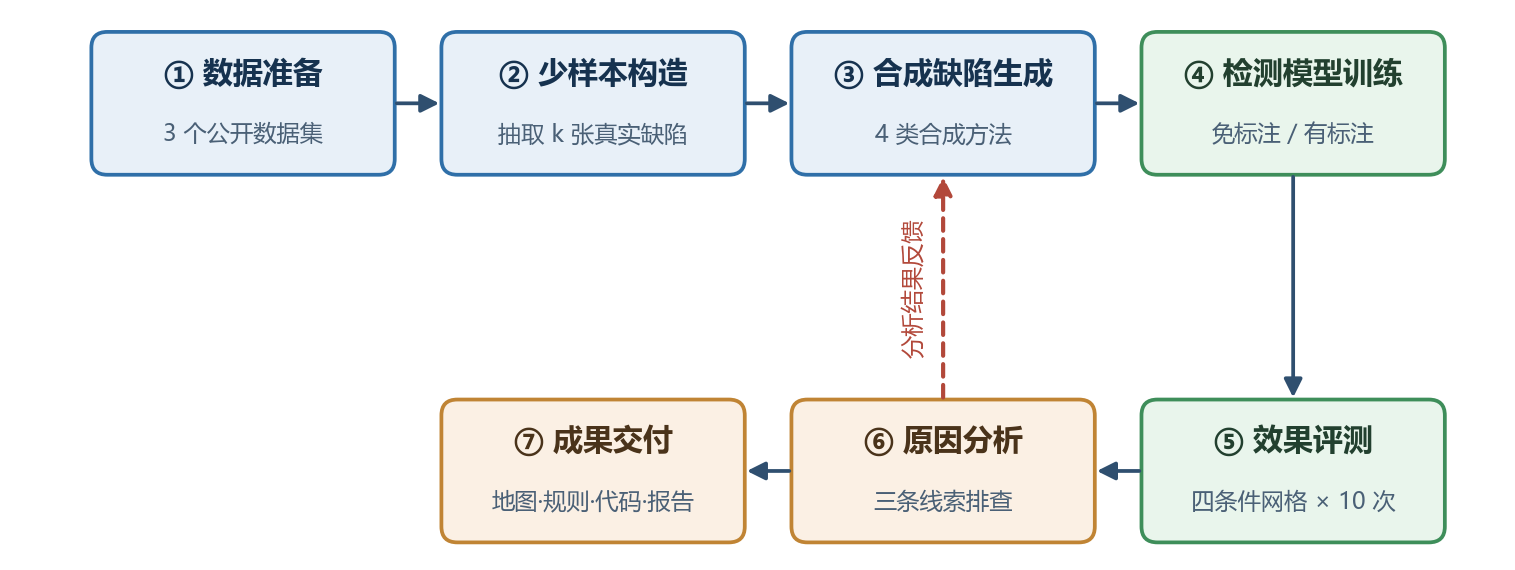 ① 数据准备
3 个公开数据集
② 少样本构造
抽取 k 张真实缺陷
③ 合成缺陷生成
4 类合成方法
④ 检测模型训练
免标注 / 有标注
分析结果反馈
⑦ 成果交付
地图·规则·代码·报告
⑥ 原因分析
三条线索排查
⑤ 效果评测
四条件网格 × 10 次